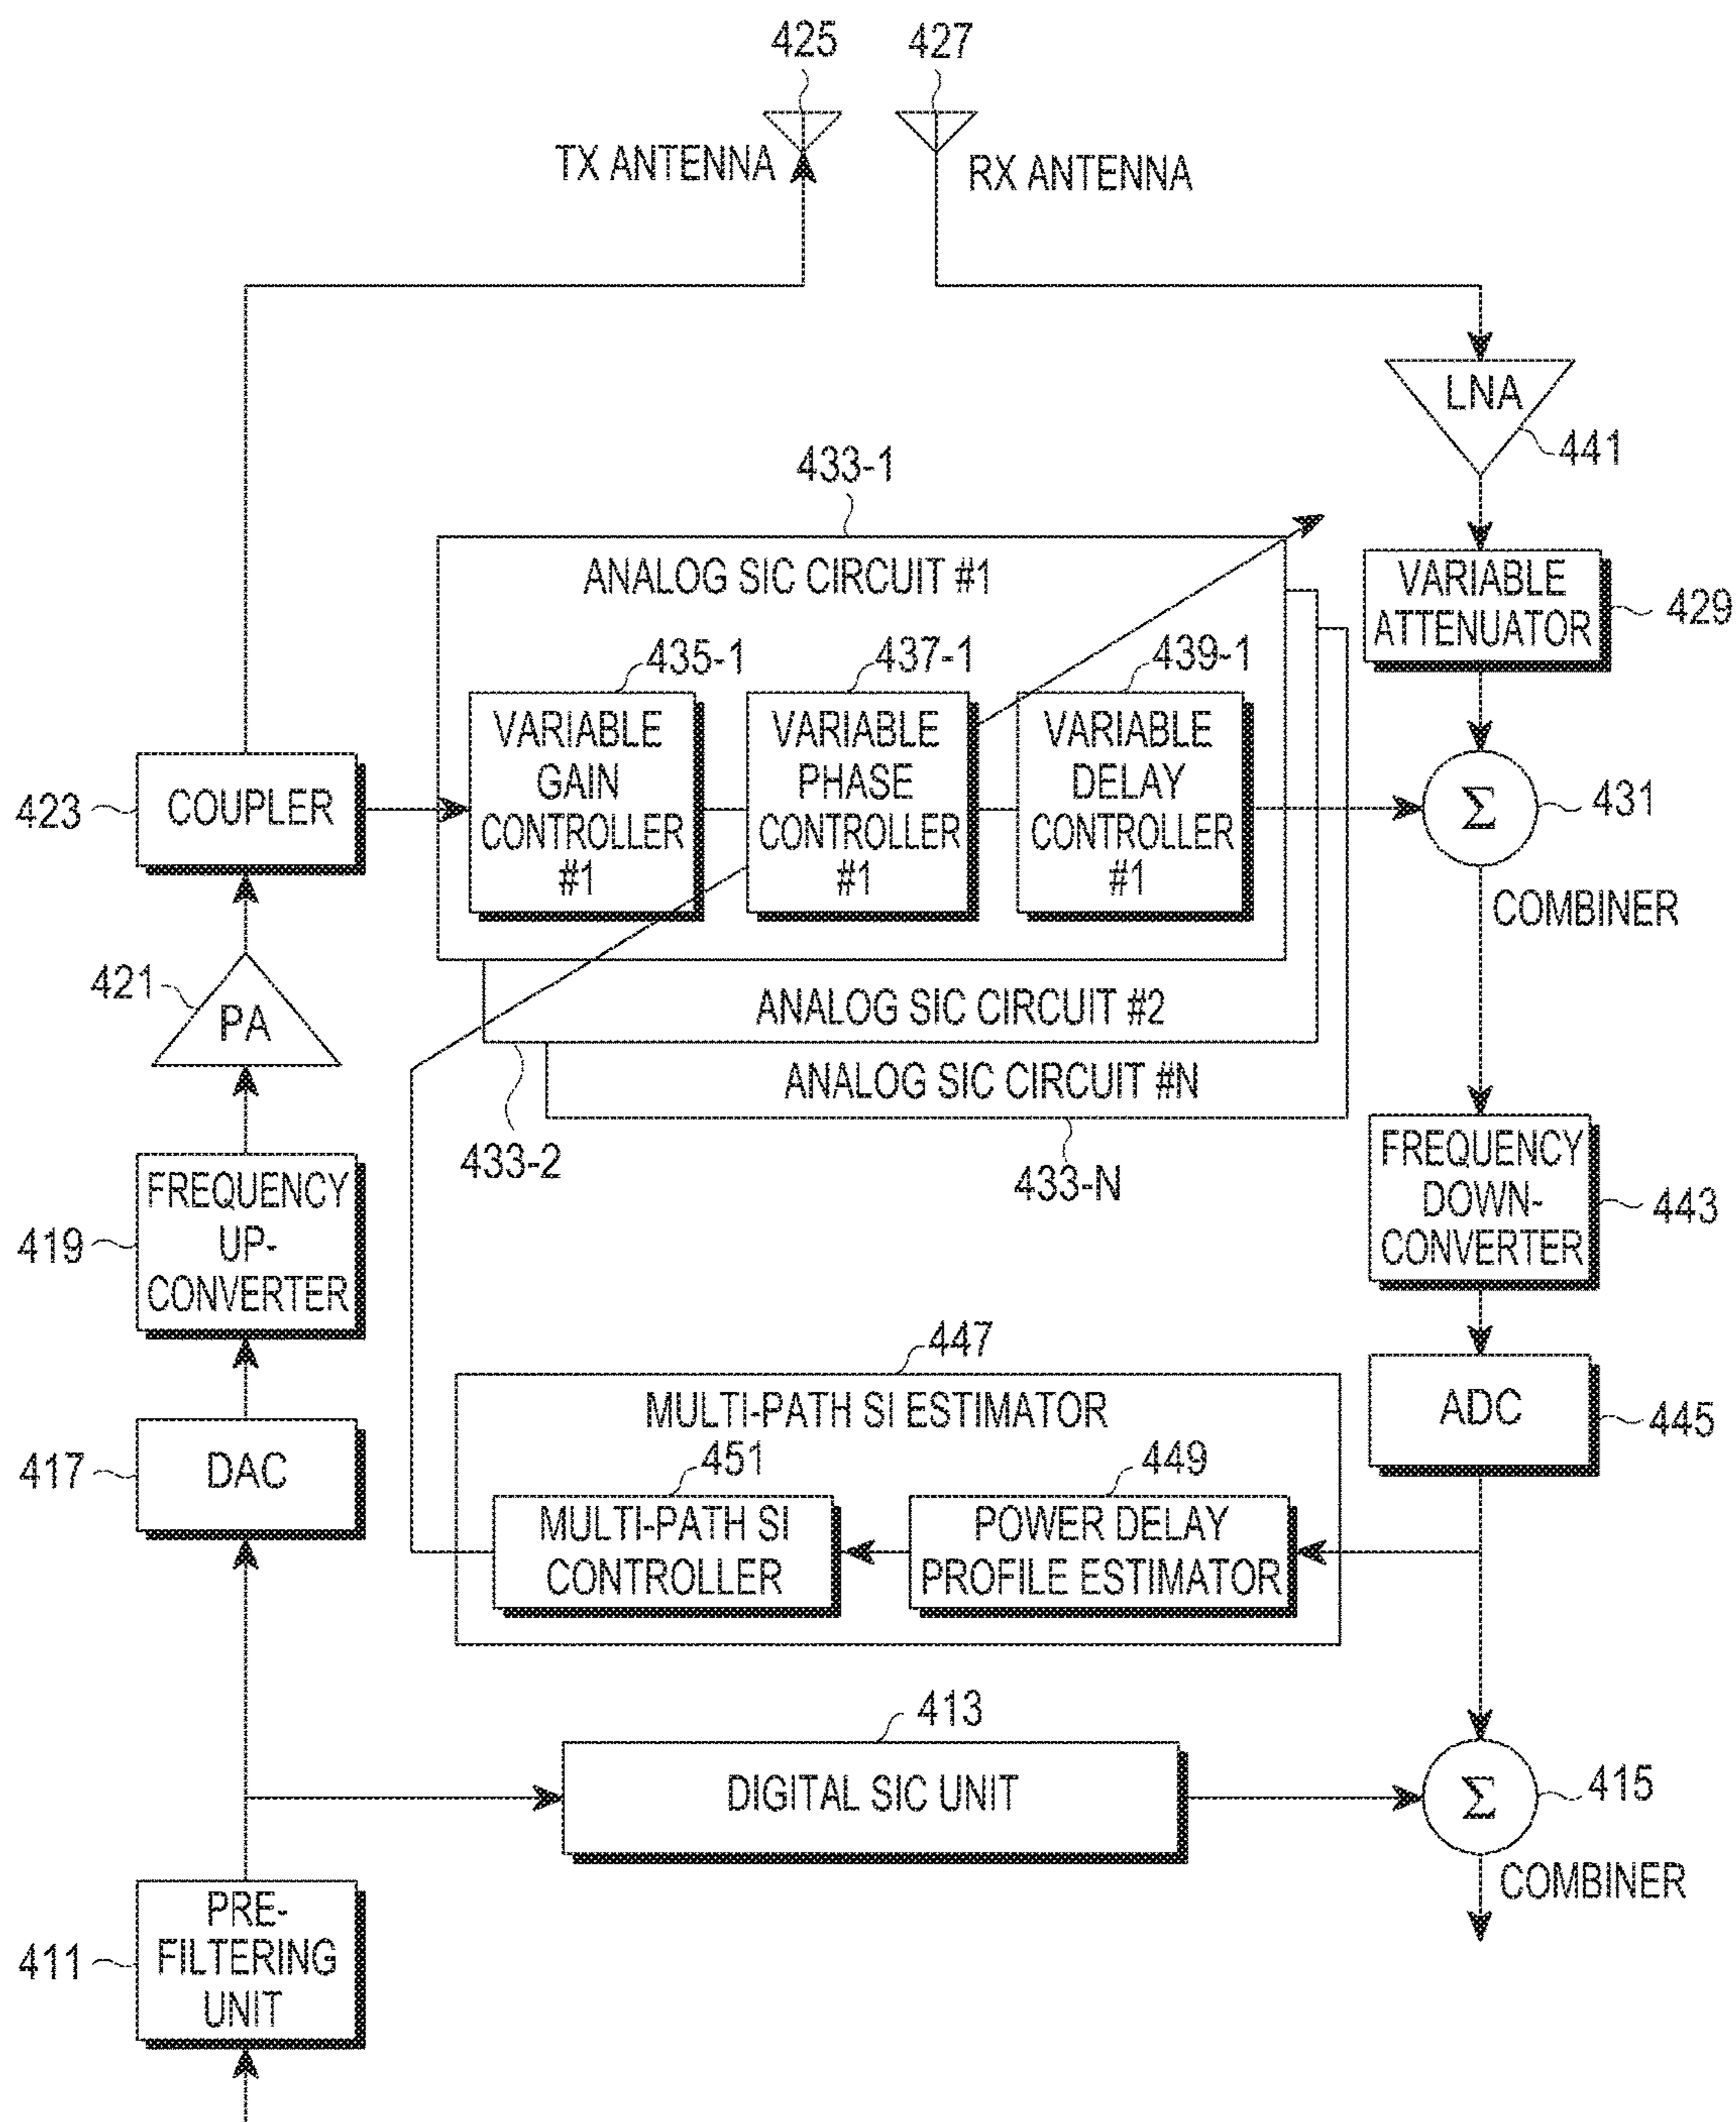 425
427
TX ANTENNA
RX ANTENNA
LNA
441
433-1
ANALOG SIC CIRCUIT #1
VARIABLE
ATTENUATOR
429
435-1
437-1
439-1
VARIABLE
GAIN
CONTROLLER
#1
VARIABLE
PHASE
CONTROLLER
#1
VARIABLE
DELAY
CONTROLLER
#1
423
COUPLER
Σ
431
COMBINER
421
PA
ANALOG SIC CIRCUIT #2
ANALOG SIC CIRCUIT #N
433-2
433-N
419
FREQUENCY
UP-
CONVERTER
FREQUENCY
DOWN-
CONVERTER
443
447
MULTI-PATH SI ESTIMATOR
ADC
445
417
DAC
451
449
MULTI-PATH SI
CONTROLLER
POWER DELAY
PROFILE ESTIMATOR
413
DIGITAL SIC UNIT
Σ
415
COMBINER
411
PRE-
FILTERING
UNIT